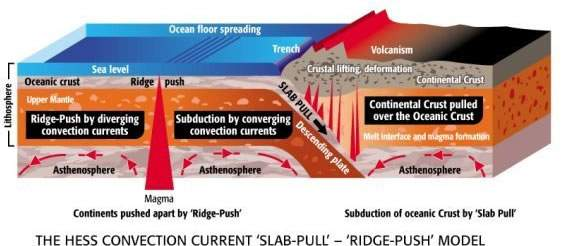 Ocean floor spreading
Trench
Volcanism
Sea level
Crustal lifting, deformation
Oceanic crust
Ridge push
Continental Crust
Lithosphere
Upper Mantle
SLAB PULL
Ridge-Push by diverging
convection currents
Subduction by converging
convection currents
Continental Crust pulled
over the Oceanic Crust
Descending plate
Melt interface and magma formation
Asthenosphere
Asthenosphere
Asthenosphere
Magma
Continents pushed apart by 'Ridge-Push'
Subduction of oceanic Crust by 'Slab Pull'
THE HESS CONVECTION CURRENT 'SLAB-PULL' – 'RIDGE-PUSH' MODEL